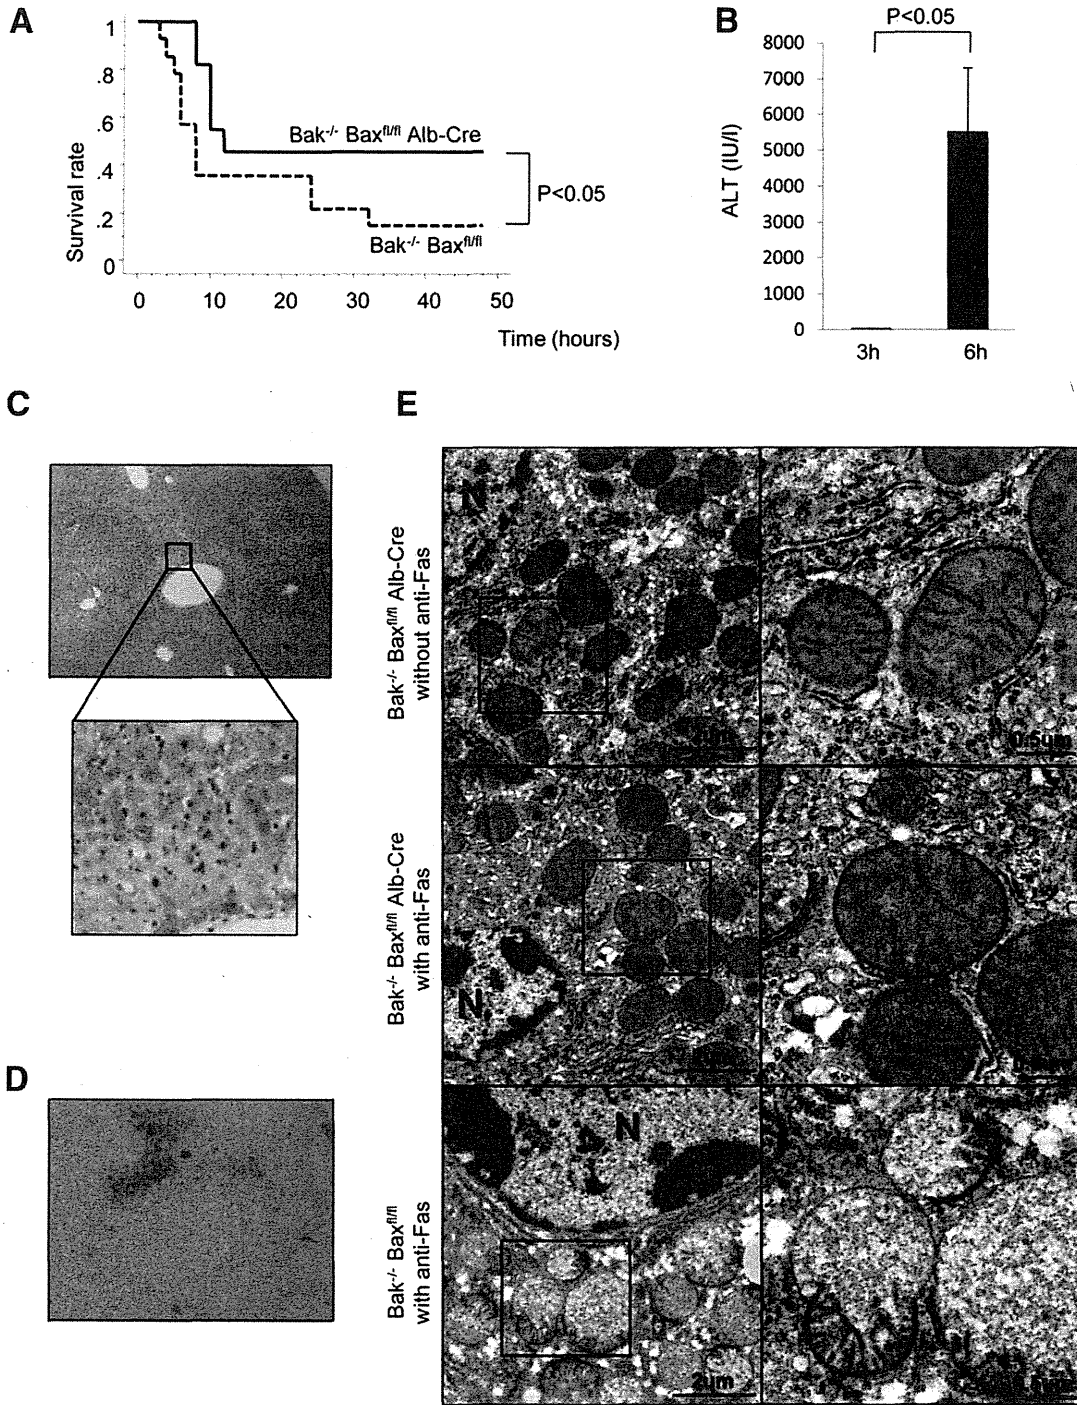 A
1
.8
.6
.4
.2
0
Survival rate
Bak-/- Baxfl/fl Alb-Cre
P<0.05
Bak-/- Baxfl/fl
0 10 20 30 40 50
Time (hours)
B
P<0.05
8000
7000
6000
5000
4000
3000
2000
1000
0
ALT (IU/l)
3h 6h
C
D
E
Bak-/- Baxfl/fl Alb-Cre
without anti-Fas
N
0.5um
Bak-/- Baxfl/fl Alb-Cre
with anti-Fas
N
Bak-/- Baxfl/fl
with anti-Fas
N
2um